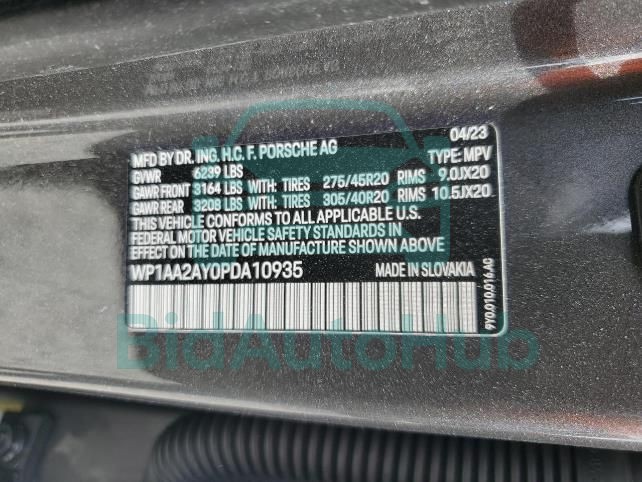 04/23
MFD BY DR. ING. H.C. F. PORSCHE AG TYPE: MPV
GVWR 6239 LBS
GAWR FRONT 3164 LBS WITH: TIRES 275/45R20 RIMS 9.0JX20
GAWR REAR 3208 LBS WITH: TIRES 305/40R20 RIMS 10.5JX20
THIS VEHICLE CONFORMS TO ALL APPLICABLE U.S.
FEDERAL MOTOR VEHICLE SAFETY STANDARDS IN
EFFECT ON THE DATE OF MANUFACTURE SHOWN ABOVE
WP1AA2AY0PDA10935 MADE IN SLOVAKIA
9Y0.010.016.AC
BidAutoHub